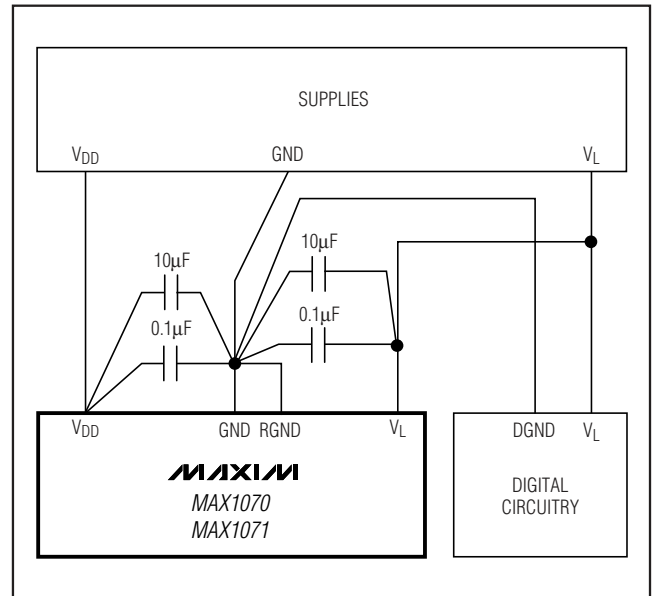 SUPPLIES
VDD GND VL
10μF 10μF
0.1μF 0.1μF
VDD GND RGND VL DGND VL
MAXIM
MAX1070
MAX1071
DIGITAL
CIRCUITRY